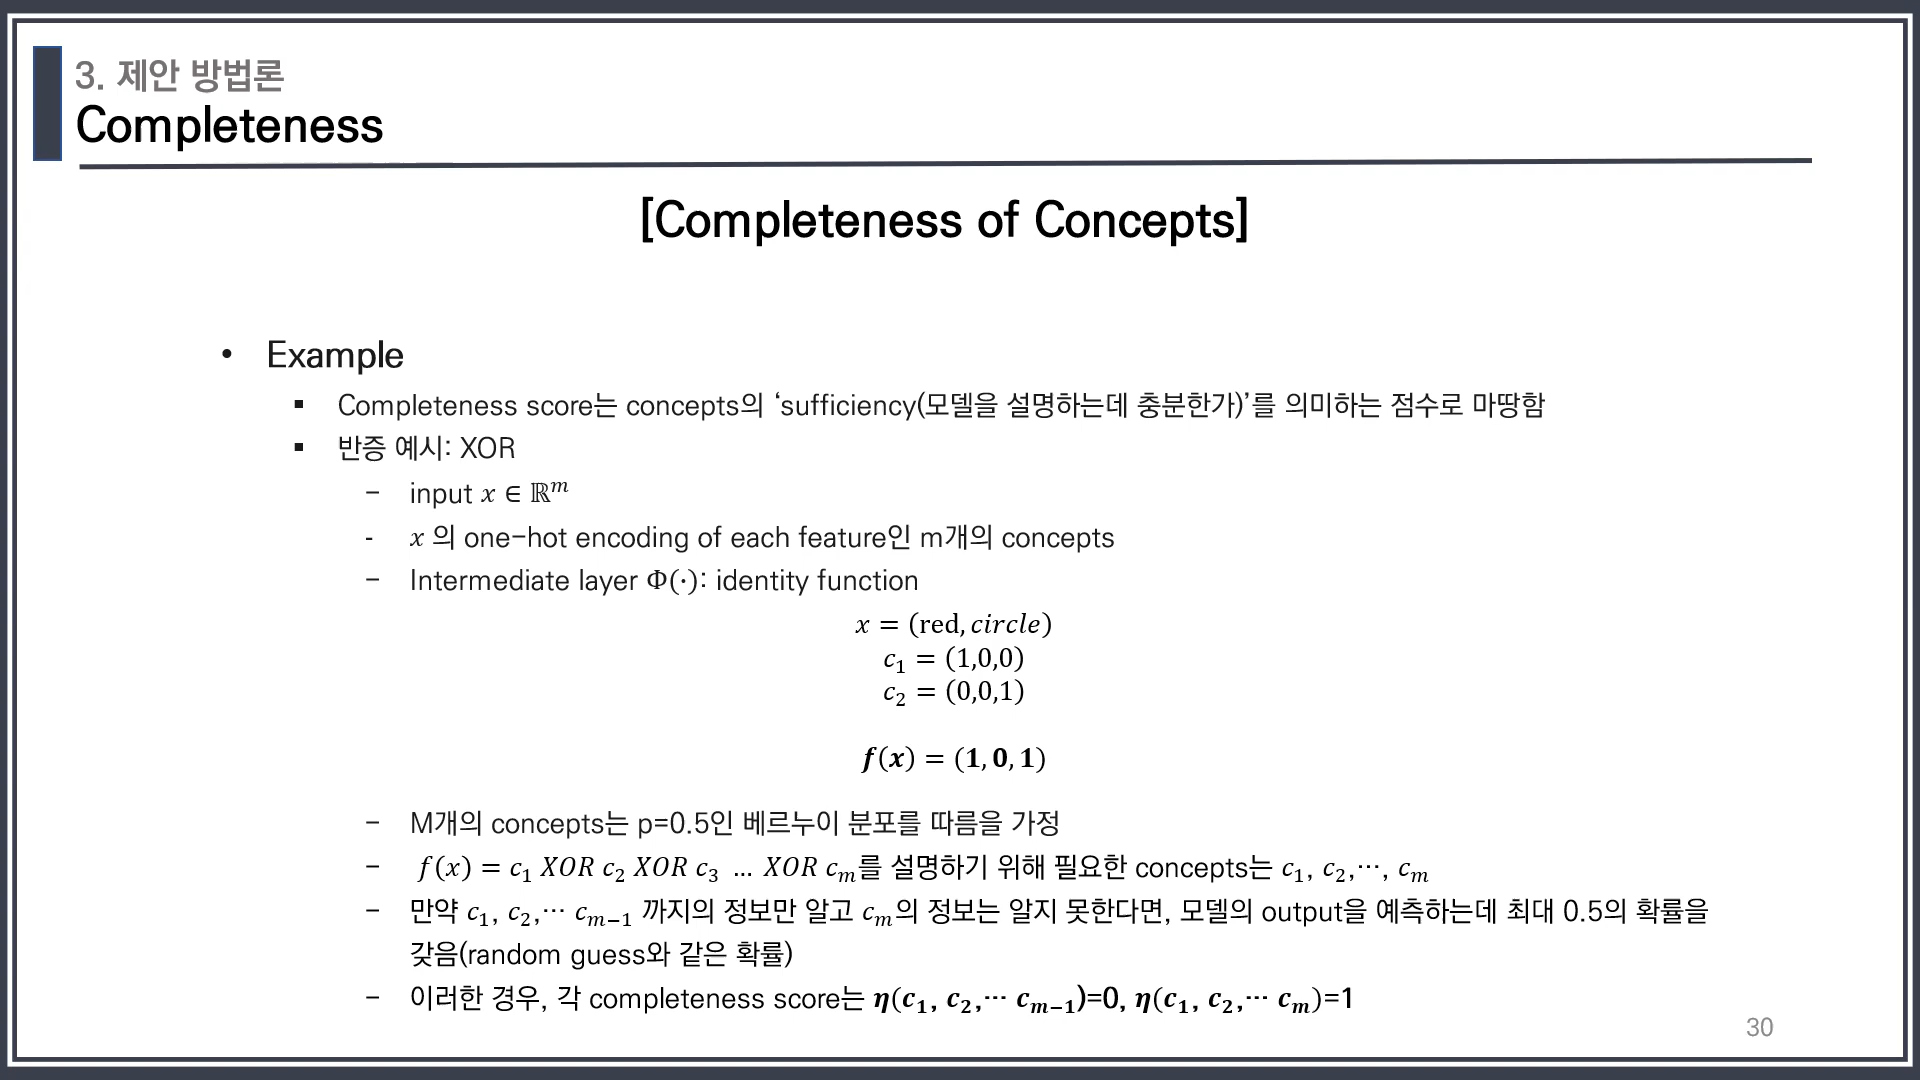 3. 제안 방법론
Completeness
[Completeness of Concepts]
• Example
▪ Completeness score는 concepts의 ‘sufficiency(모델을 설명하는데 충분한가)’를 의미하는 점수로 마땅함
▪ 반증 예시: XOR
– input 𝑥 ∈ ℝ^𝑚
- 𝑥 의 one-hot encoding of each feature인 m개의 concepts
– Intermediate layer Φ(·): identity function
𝑥 = (red, 𝑐𝑖𝑟𝑐𝑙𝑒)
𝑐₁ = (1,0,0)
𝑐₂ = (0,0,1)
𝒇(𝒙) = (𝟏, 𝟎, 𝟏)
– M개의 concepts는 p=0.5인 베르누이 분포를 따름을 가정
– 𝑓(𝑥) = 𝑐₁ 𝑋𝑂𝑅 𝑐₂ 𝑋𝑂𝑅 𝑐₃ … 𝑋𝑂𝑅 𝑐_𝑚를 설명하기 위해 필요한 concepts는 𝑐₁, 𝑐₂,⋯, 𝑐_𝑚
– 만약 𝑐₁, 𝑐₂,⋯ 𝑐_{𝑚−1} 까지의 정보만 알고 𝑐_𝑚의 정보는 알지 못한다면, 모델의 output을 예측하는데 최대 0.5의 확률을
갖음(random guess와 같은 확률)
– 이러한 경우, 각 completeness score는 𝜼(𝒄₁, 𝒄₂,⋯ 𝒄_{𝒎−𝟏})=0, 𝜼(𝒄₁, 𝒄₂,⋯ 𝒄_𝒎)=1
30